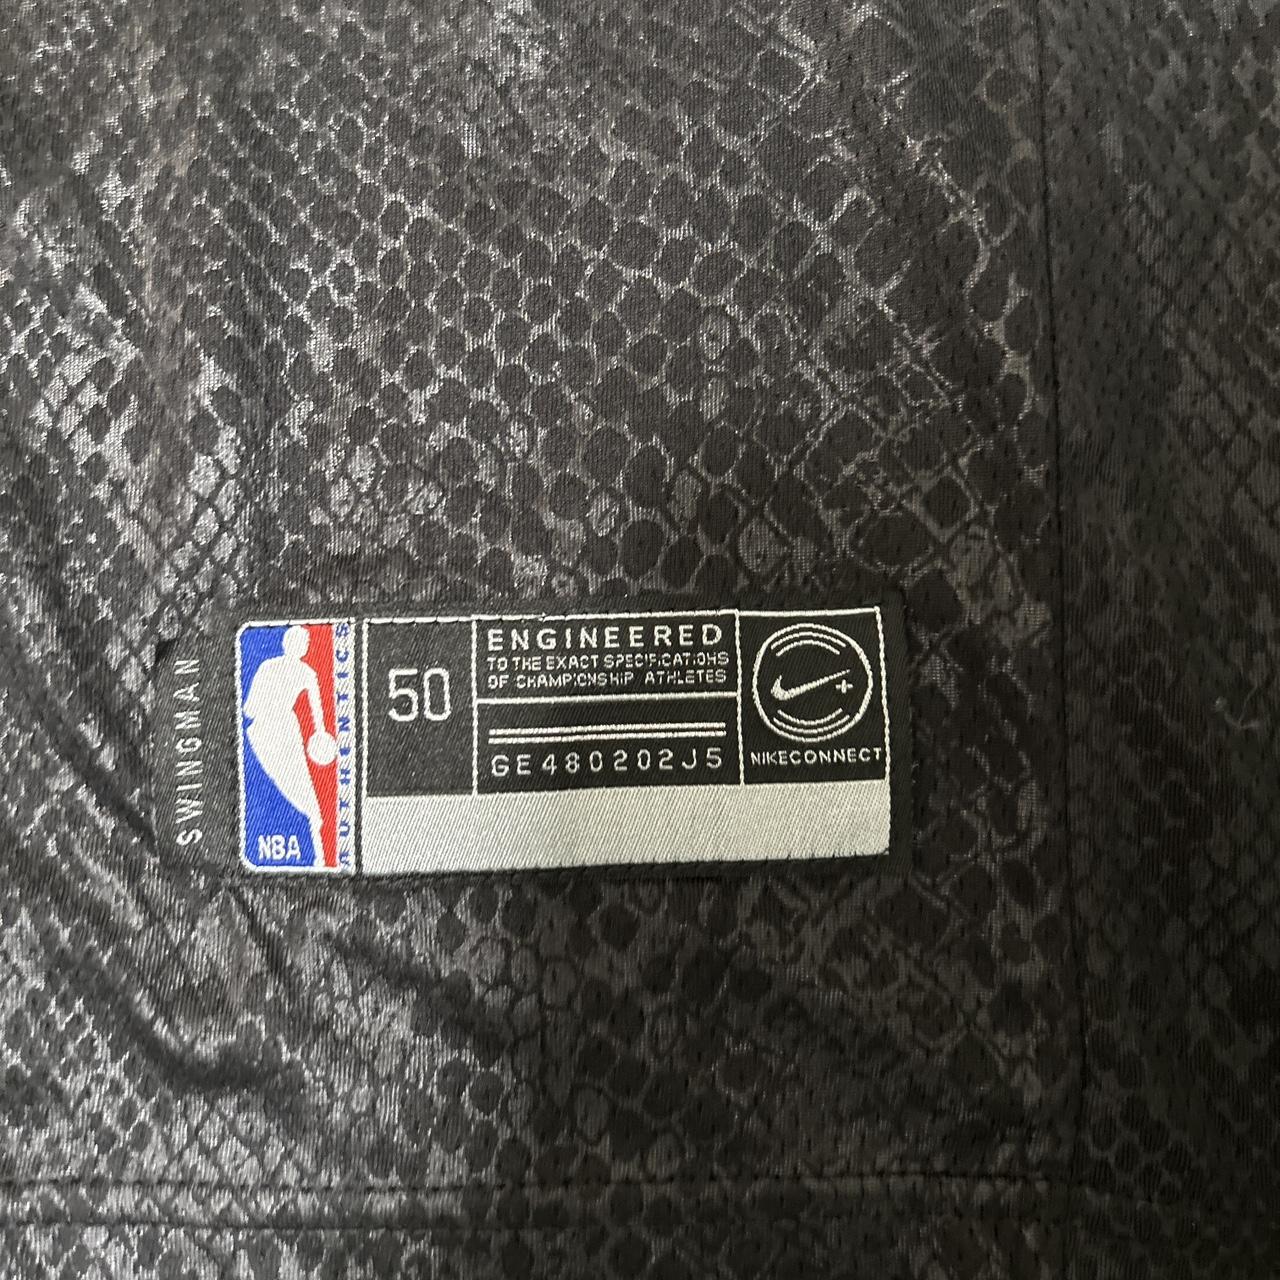 SWINGMAN
NBA
AUTHENTICS
50
ENGINEERED
TO THE EXACT SPECIFICATIONS
OF CHAMPIONSHIP ATHLETES
GE480202J5
NIKECONNECT